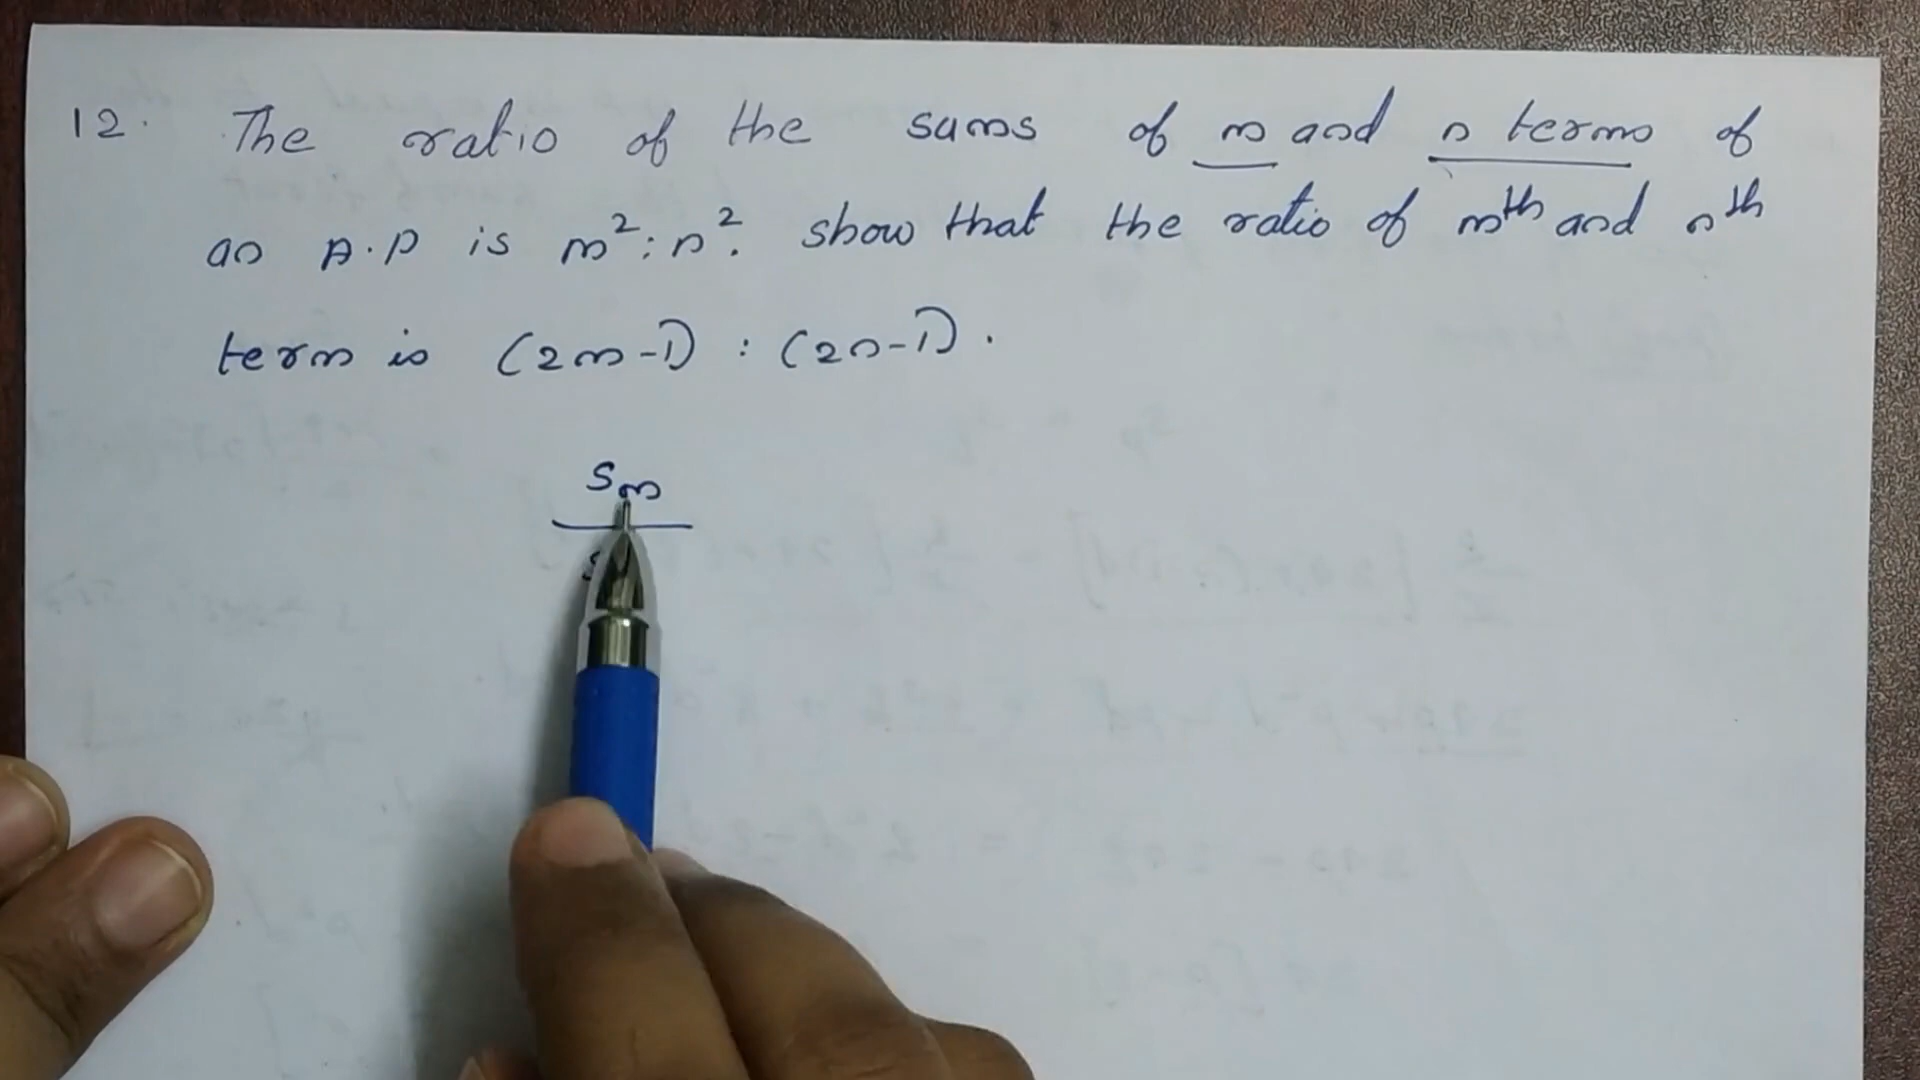 12. The ratio of the sums of m and n terms of
an A.P is m²:n². show that the ratio of mth and nth
term is (2m-1) : (2n-1).
Sm
S